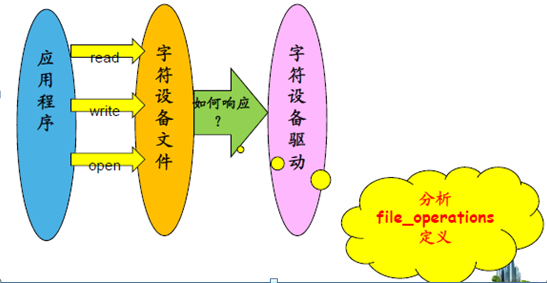 应用程序
read
write
open
字符设备文件
如何响应
？
字符设备驱动
分析
file_operations
定义